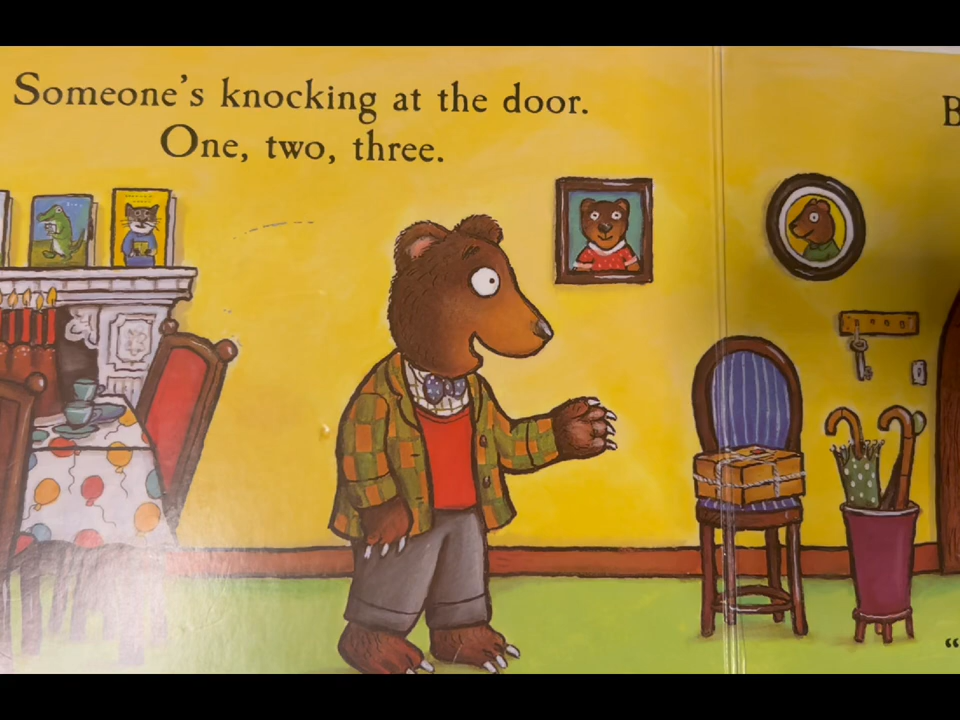 Someone's knocking at the door.
One, two, three.
B
“